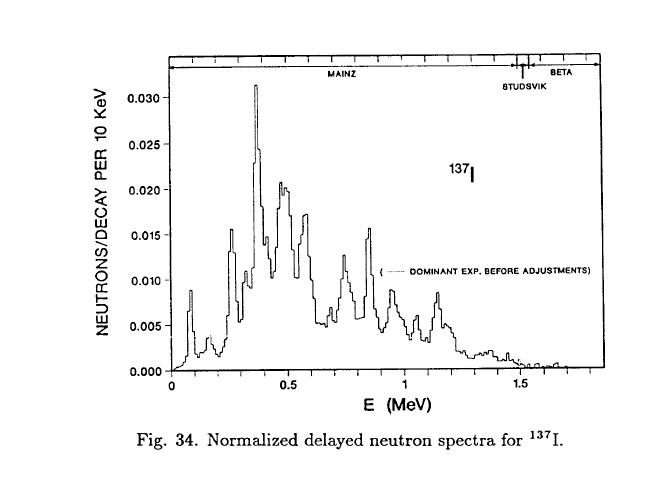 MAINZ
BETA
STUDSVIK
0.030
0.025
0.020
0.015
0.010
0.005
0.000
NEUTRONS/DECAY PER 10 KeV
137I
( ...... DOMINANT EXP. BEFORE ADJUSTMENTS)
0
0.5
1
1.5
E (MeV)
Fig. 34. Normalized delayed neutron spectra for 137I.